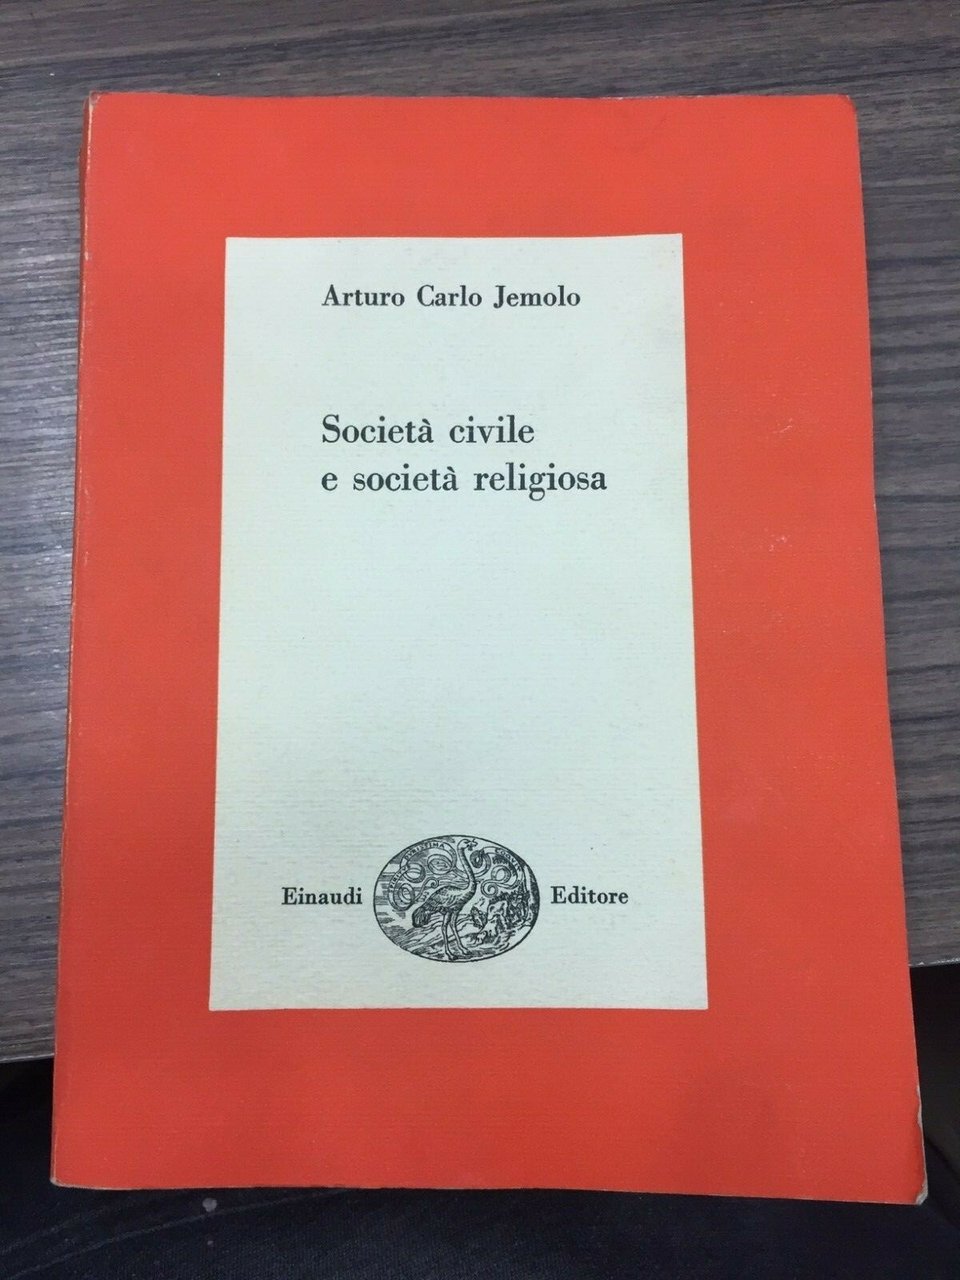 Arturo Carlo Jemolo
Società civile
e società religiosa
Einaudi Editore